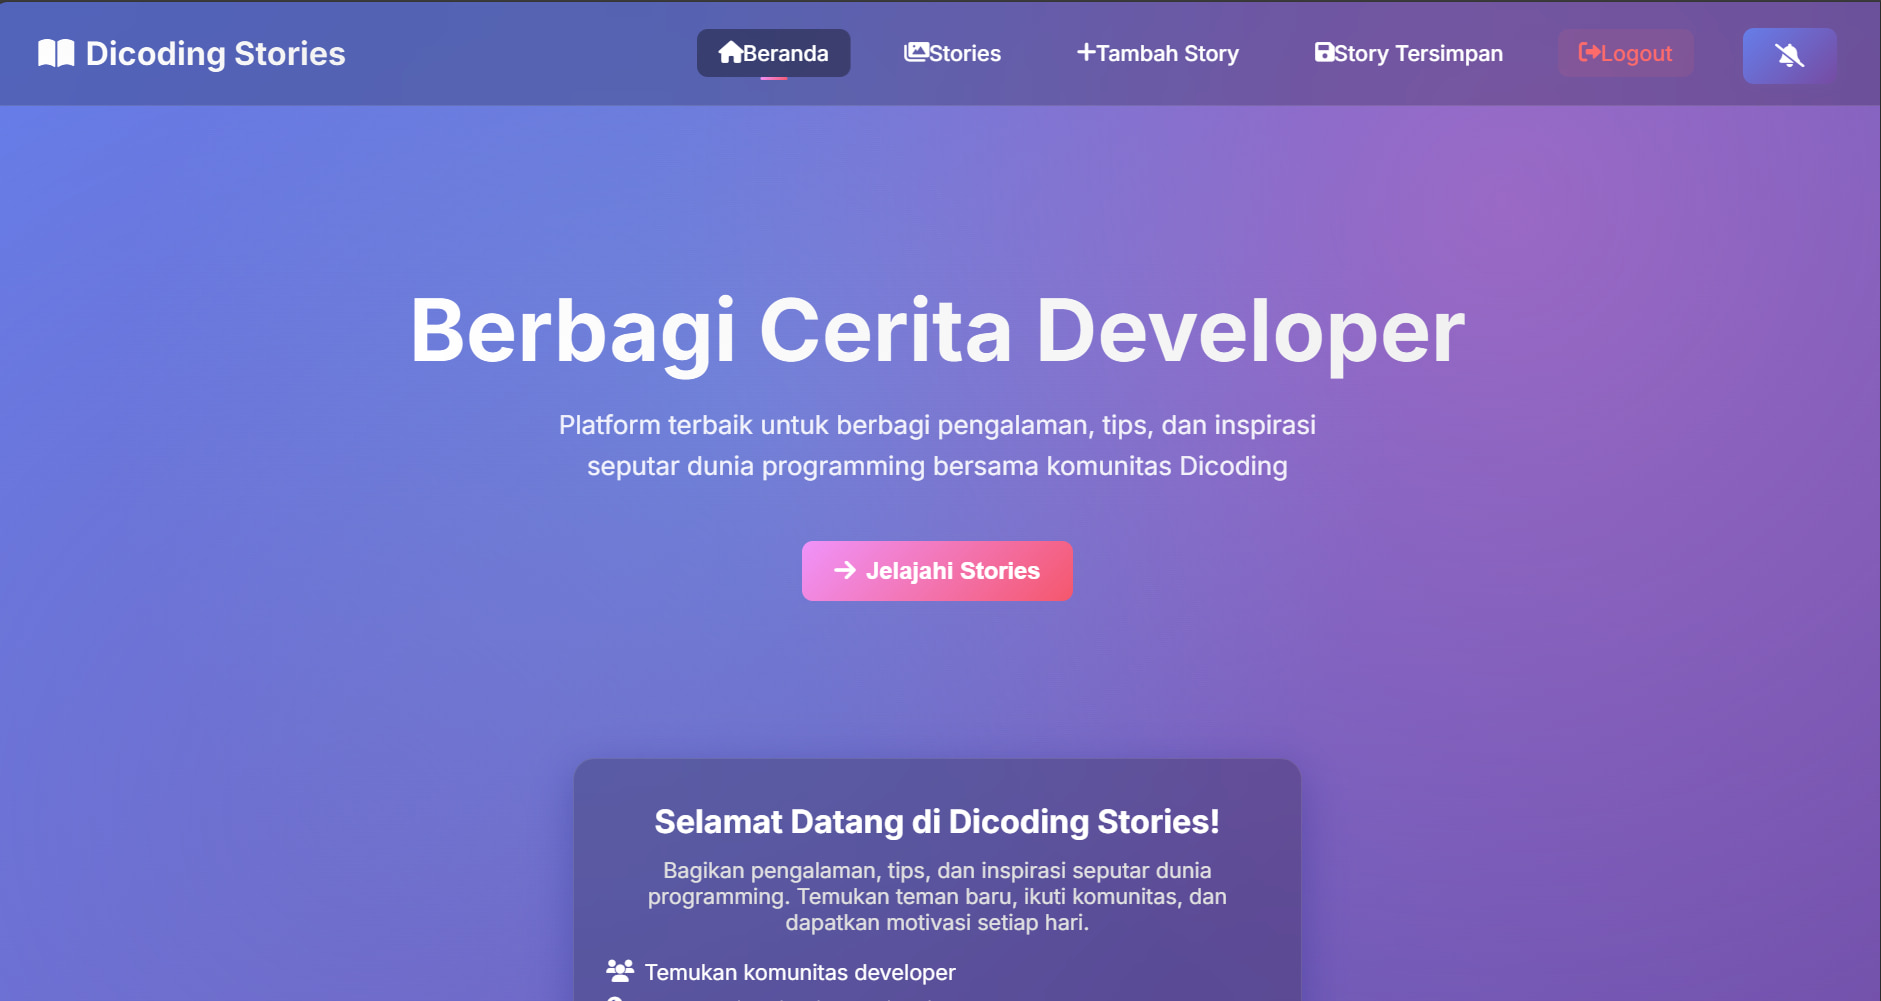 Dicoding Stories
Beranda
Stories
Tambah Story
Story Tersimpan
Logout
Berbagi Cerita Developer
Platform terbaik untuk berbagi pengalaman, tips, dan inspirasi
seputar dunia programming bersama komunitas Dicoding
Jelajahi Stories
Selamat Datang di Dicoding Stories!
Bagikan pengalaman, tips, dan inspirasi seputar dunia
programming. Temukan teman baru, ikuti komunitas, dan
dapatkan motivasi setiap hari.
Temukan komunitas developer